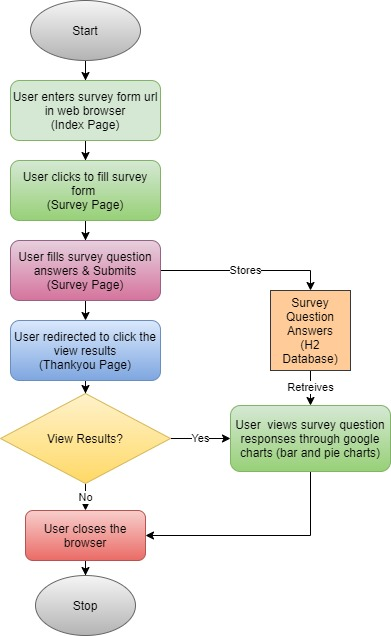 Start
User enters survey form url
in web browser
(Index Page)
User clicks to fill survey
form
(Survey Page)
User fills survey question
answers & Submits
(Survey Page)
Stores
Survey
Question
Answers
(H2
Database)
User redirected to click the
view results
(Thankyou Page)
Retreives
View Results?
Yes
User views survey question
responses through google
charts (bar and pie charts)
No
User closes the
browser
Stop